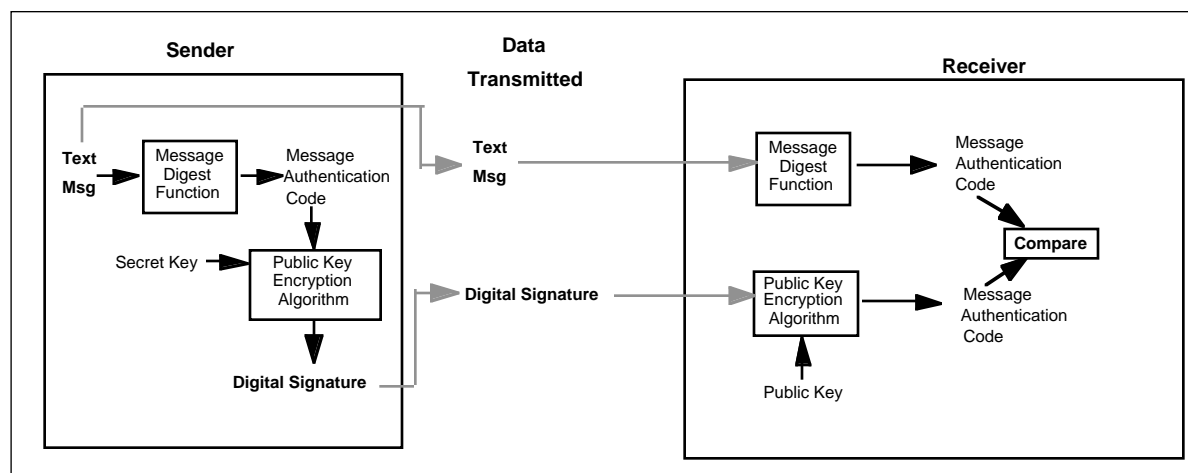 Sender
Data
Transmitted
Receiver
Text
Msg
Message
Digest
Function
Message
Authentication
Code
Secret Key
Public Key
Encryption
Algorithm
Digital Signature
Text
Msg
Digital Signature
Message
Digest
Function
Message
Authentication
Code
Compare
Public Key
Encryption
Algorithm
Message
Authentication
Code
Public Key